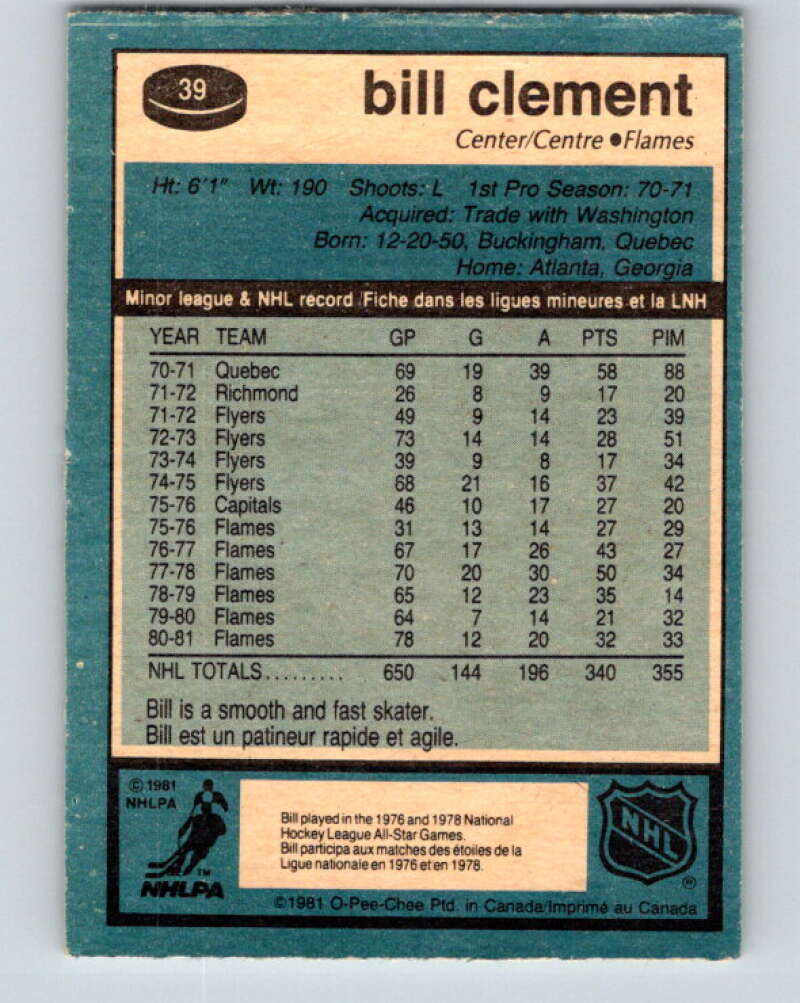 39
bill clement
Center/Centre ●Flames
Ht: 6'1" Wt: 190 Shoots: L 1st Pro Season: 70-71
Acquired: Trade with Washington
Born: 12-20-50, Buckingham, Quebec
Home: Atlanta, Georgia
Minor league & NHL record /Fiche dans les ligues mineures et la LNH
YEAR TEAM GP G A PTS PIM
70-71 Quebec 69 19 39 58 88
71-72 Richmond 26 8 9 17 20
71-72 Flyers 49 9 14 23 39
72-73 Flyers 73 14 14 28 51
73-74 Flyers 39 9 8 17 34
74-75 Flyers 68 21 16 37 42
75-76 Capitals 46 10 17 27 20
75-76 Flames 31 13 14 27 29
76-77 Flames 67 17 26 43 27
77-78 Flames 70 20 30 50 34
78-79 Flames 65 12 23 35 14
79-80 Flames 64 7 14 21 32
80-81 Flames 78 12 20 32 33
NHL TOTALS......... 650 144 196 340 355
Bill is a smooth and fast skater.
Bill est un patineur rapide et agile.
© 1981
NHLPA
TM
NHLPA
Bill played in the 1976 and 1978 National
Hockey League All-Star Games.
Bill participa aux matches des étoiles de la
Ligue nationale en 1976 et en 1978.
NHL
®
©1981 O-Pee-Chee Ptd. in Canada/Imprimé au Canada